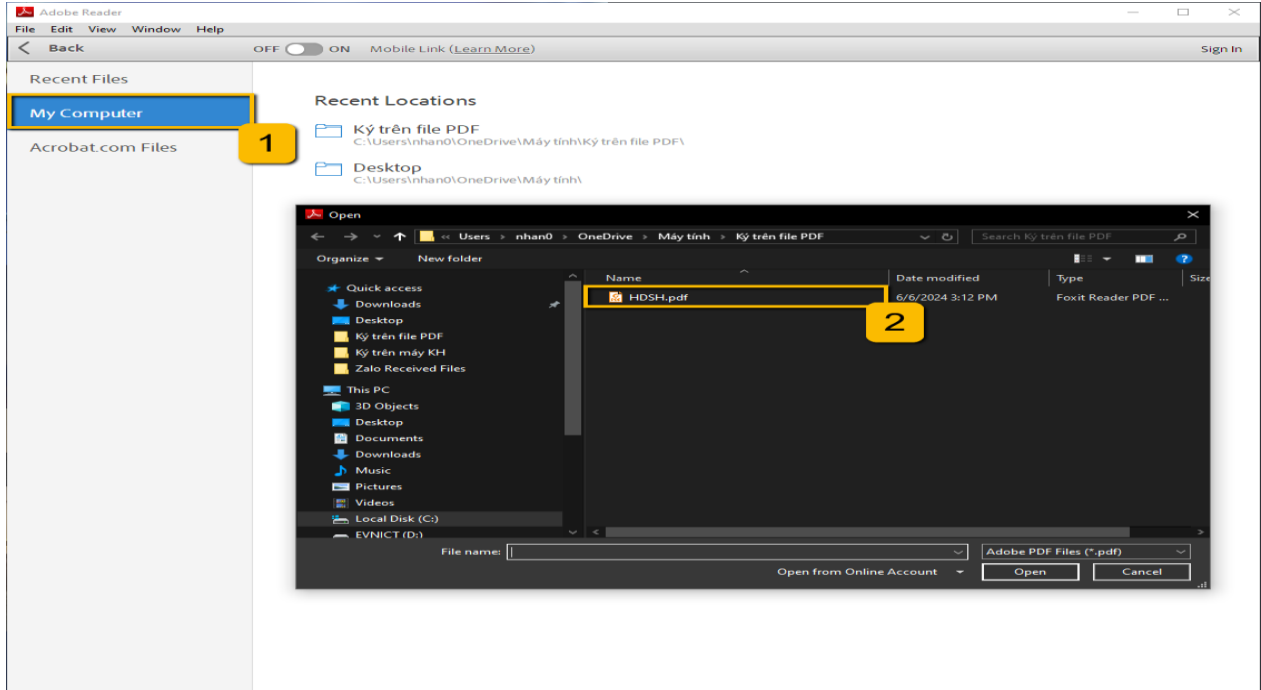 Adobe Reader
File Edit View Window Help
Back OFF ON Mobile Link (Learn More) Sign In
Recent Files
My Computer
1
Acrobat.com Files
Recent Locations
Ký trên file PDF
C:\Users\nhan0\OneDrive\Máy tính\Ký trên file PDF\
Desktop
C:\Users\nhan0\OneDrive\Máy tính\
Open
« Users > nhan0 > OneDrive > Máy tính > Ký trên file PDF
Search Ký trên file PDF
Organize New folder
?
Name Date modified Type Size
HDSH.pdf 6/6/2024 3:12 PM Foxit Reader PDF ...
2
Quick access
Downloads
Desktop
Ký trên file PDF
Ký trên máy KH
Zalo Received Files
This PC
3D Objects
Desktop
Documents
Downloads
Music
Pictures
Videos
Local Disk (C:)
EVNICT (D:)
File name: Adobe PDF Files (*.pdf)
Open from Online Account Open Cancel